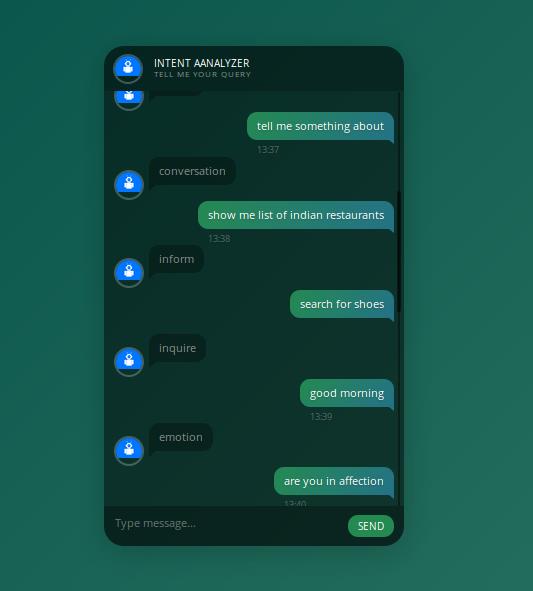 INTENT AANALYZER
TELL ME YOUR QUERY
tell me something about
13:37
conversation
show me list of indian restaurants
13:38
inform
search for shoes
inquire
good morning
13:39
emotion
are you in affection
13:40
Type message...
SEND